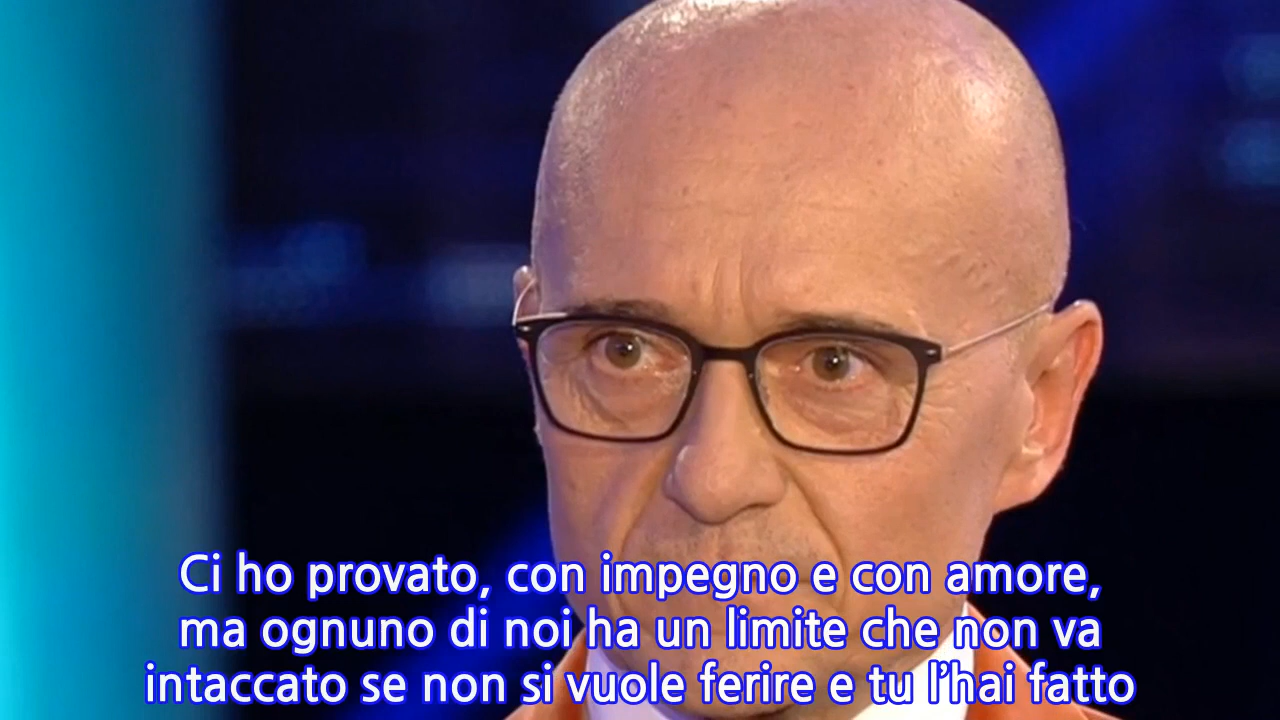 Ci ho provato, con impegno e con amore,
ma ognuno di noi ha un limite che non va
intaccato se non si vuole ferire e tu l'hai fatto